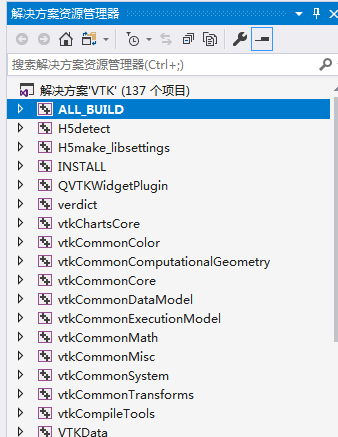 解决方案资源管理器
搜索解决方案资源管理器(Ctrl+;)
解决方案'VTK' (137 个项目)
ALL_BUILD
H5detect
H5make_libsettings
INSTALL
QVTKWidgetPlugin
verdict
vtkChartsCore
vtkCommonColor
vtkCommonComputationalGeometry
vtkCommonCore
vtkCommonDataModel
vtkCommonExecutionModel
vtkCommonMath
vtkCommonMisc
vtkCommonSystem
vtkCommonTransforms
vtkCompileTools
VTKData